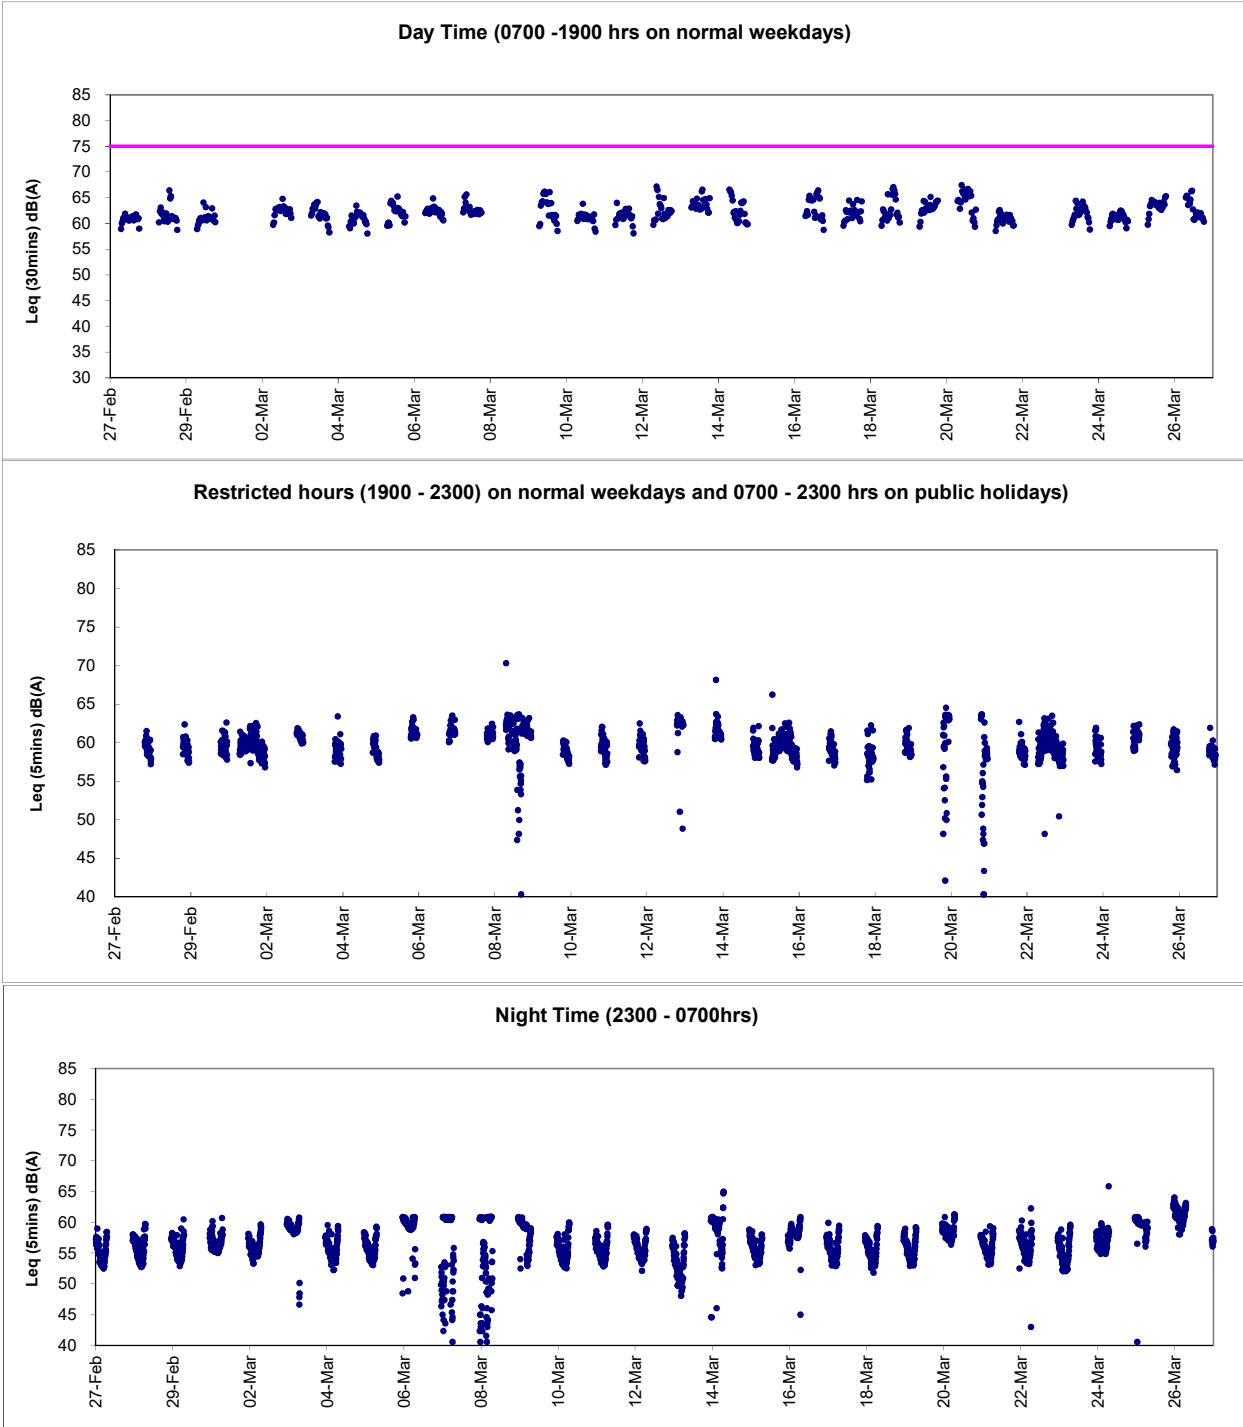 Day Time (0700 -1900 hrs on normal weekdays)
85
80
75
70
65
60
55
50
45
40
35
30
Leq (30mins) dB(A)
27-Feb
29-Feb
02-Mar
04-Mar
06-Mar
08-Mar
10-Mar
12-Mar
14-Mar
16-Mar
18-Mar
20-Mar
22-Mar
24-Mar
26-Mar
Restricted hours (1900 - 2300) on normal weekdays and 0700 - 2300 hrs on public holidays)
85
80
75
70
65
60
55
50
45
40
Leq (5mins) dB(A)
27-Feb
29-Feb
02-Mar
04-Mar
06-Mar
08-Mar
10-Mar
12-Mar
14-Mar
16-Mar
18-Mar
20-Mar
22-Mar
24-Mar
26-Mar
Night Time (2300 - 0700hrs)
85
80
75
70
65
60
55
50
45
40
Leq (5mins) dB(A)
27-Feb
29-Feb
02-Mar
04-Mar
06-Mar
08-Mar
10-Mar
12-Mar
14-Mar
16-Mar
18-Mar
20-Mar
22-Mar
24-Mar
26-Mar